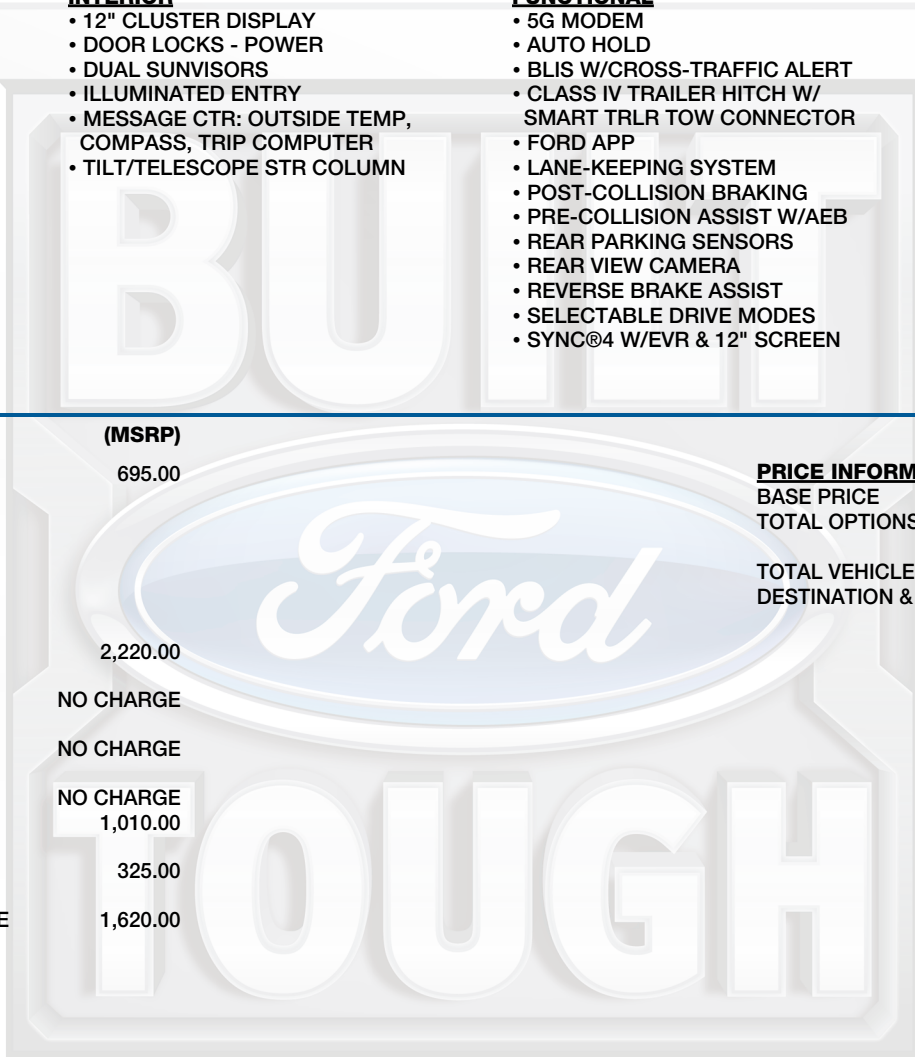 INTERIOR
• 12" CLUSTER DISPLAY
• DOOR LOCKS - POWER
• DUAL SUNVISORS
• ILLUMINATED ENTRY
• MESSAGE CTR: OUTSIDE TEMP,
COMPASS, TRIP COMPUTER
• TILT/TELESCOPE STR COLUMN
FUNCTIONAL
• 5G MODEM
• AUTO HOLD
• BLIS W/CROSS-TRAFFIC ALERT
• CLASS IV TRAILER HITCH W/
SMART TRLR TOW CONNECTOR
• FORD APP
• LANE-KEEPING SYSTEM
• POST-COLLISION BRAKING
• PRE-COLLISION ASSIST W/AEB
• REAR PARKING SENSORS
• REAR VIEW CAMERA
• REVERSE BRAKE ASSIST
• SELECTABLE DRIVE MODES
• SYNC®4 W/EVR & 12" SCREEN
BUILT
Ford
TOUGH
(MSRP)
695.00
2,220.00
NO CHARGE
NO CHARGE
NO CHARGE
1,010.00
325.00
E 1,620.00
PRICE INFORM
BASE PRICE
TOTAL OPTIONS
TOTAL VEHICLE
DESTINATION &